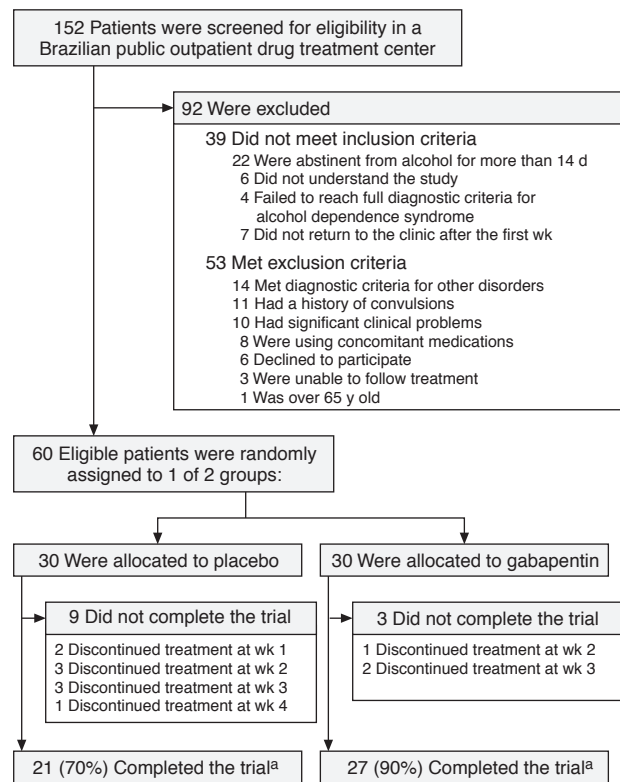 152 Patients were screened for eligibility in a
Brazilian public outpatient drug treatment center
92 Were excluded
39 Did not meet inclusion criteria
22 Were abstinent from alcohol for more than 14 d
6 Did not understand the study
4 Failed to reach full diagnostic criteria for
alcohol dependence syndrome
7 Did not return to the clinic after the first wk
53 Met exclusion criteria
14 Met diagnostic criteria for other disorders
11 Had a history of convulsions
10 Had significant clinical problems
8 Were using concomitant medications
6 Declined to participate
3 Were unable to follow treatment
1 Was over 65 y old
60 Eligible patients were randomly
assigned to 1 of 2 groups:
30 Were allocated to placebo
9 Did not complete the trial
2 Discontinued treatment at wk 1
3 Discontinued treatment at wk 2
3 Discontinued treatment at wk 3
1 Discontinued treatment at wk 4
21 (70%) Completed the trialᵃ
30 Were allocated to gabapentin
3 Did not complete the trial
1 Discontinued treatment at wk 2
2 Discontinued treatment at wk 3
27 (90%) Completed the trialᵃ